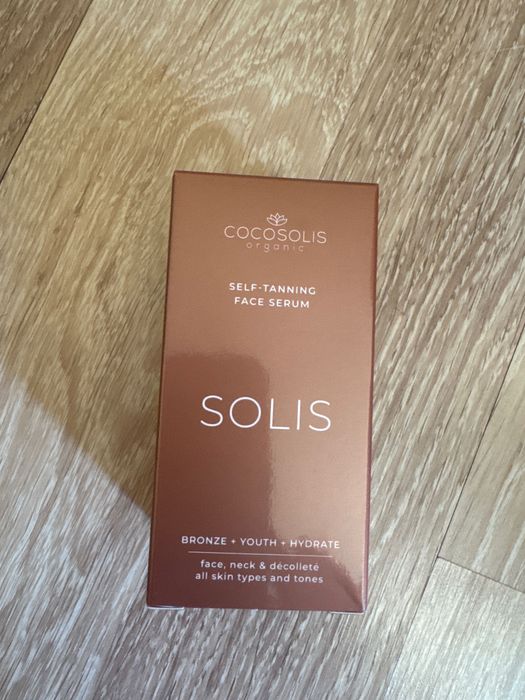 COCOSOLIS
organic
SELF-TANNING
FACE SERUM
SOLIS
BRONZE + YOUTH + HYDRATE
face, neck & décolleté
all skin types and tones